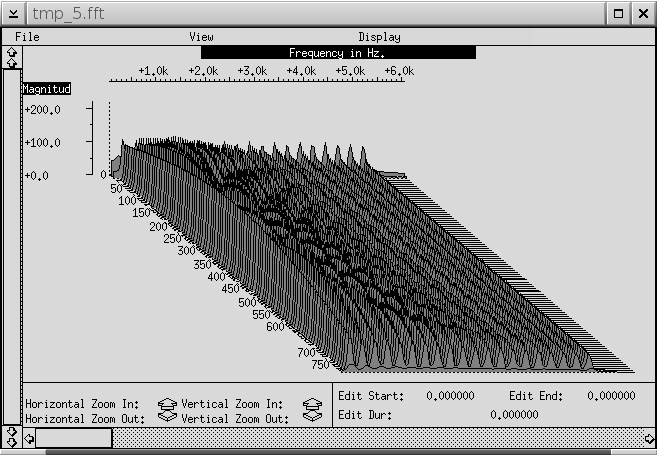 tmp_5.fft
File View Display
Frequency in Hz.
+1.0k +2.0k +3.0k +4.0k +5.0k +6.0k
Magnitud
+200.0
+100.0
+0.0 0
50
100
150
200
250
300
350
400
450
500
550
600
700
750
Edit Start: 0.000000 Edit End: 0.000000
Horizontal Zoom In: Vertical Zoom In:
Edit Dur: 0.000000
Horizontal Zoom Out: Vertical Zoom Out: